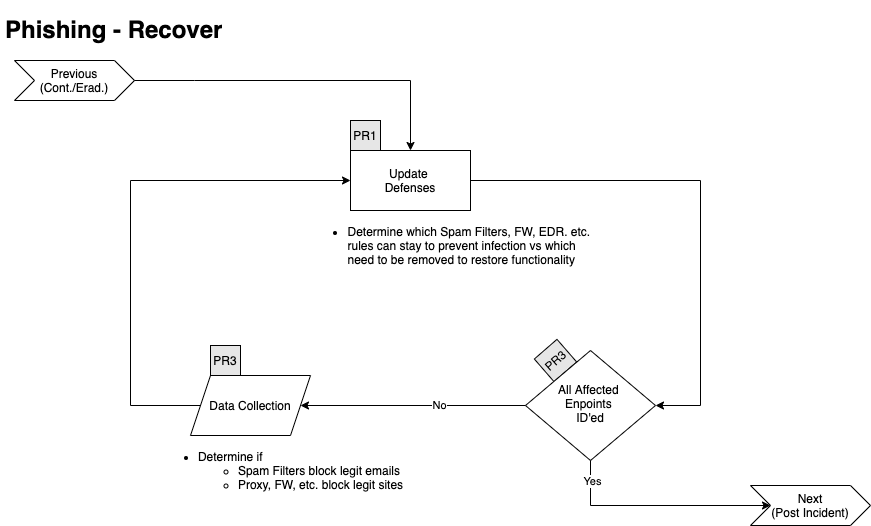 Phishing - Recover
Previous
(Cont./Erad.)
PR1
Update
Defenses
• Determine which Spam Filters, FW, EDR. etc.
rules can stay to prevent infection vs which
need to be removed to restore functionality
PR3
All Affected
Enpoints
ID'ed
No
PR3
Data Collection
• Determine if
○ Spam Filters block legit emails
○ Proxy, FW, etc. block legit sites
Yes
Next
(Post Incident)